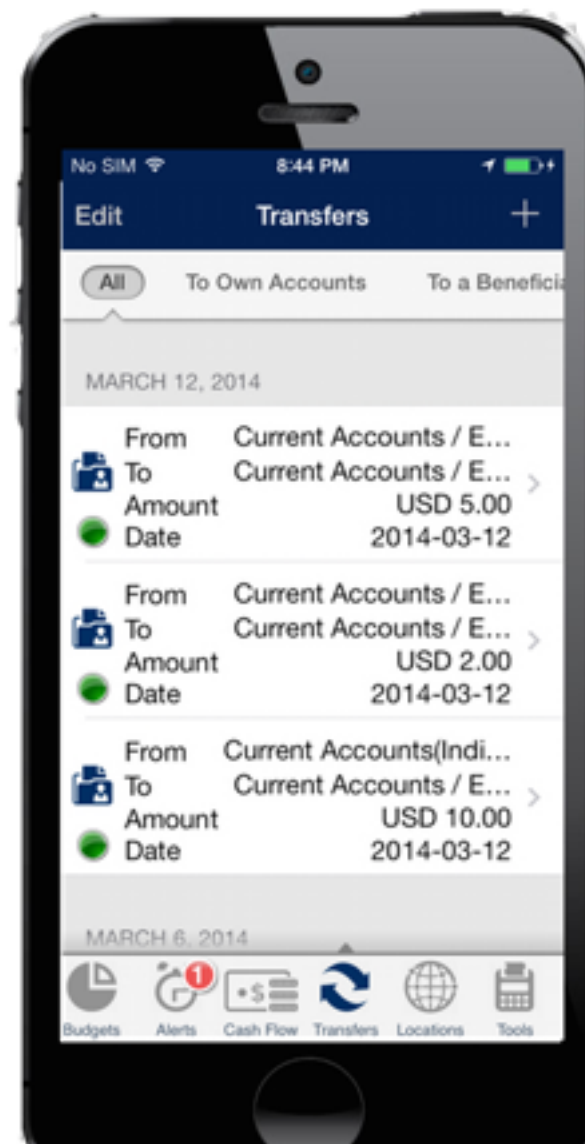 No SIM 8:44 PM
Edit Transfers +
All To Own Accounts To a Beneficia
MARCH 12, 2014
From Current Accounts / E...
To Current Accounts / E...
Amount USD 5.00
Date 2014-03-12
From Current Accounts / E...
To Current Accounts / E...
Amount USD 2.00
Date 2014-03-12
From Current Accounts(Indi...
To Current Accounts / E...
Amount USD 10.00
Date 2014-03-12
MARCH 6, 2014
1
Budgets Alerts Cash Flow Transfers Locations Tools